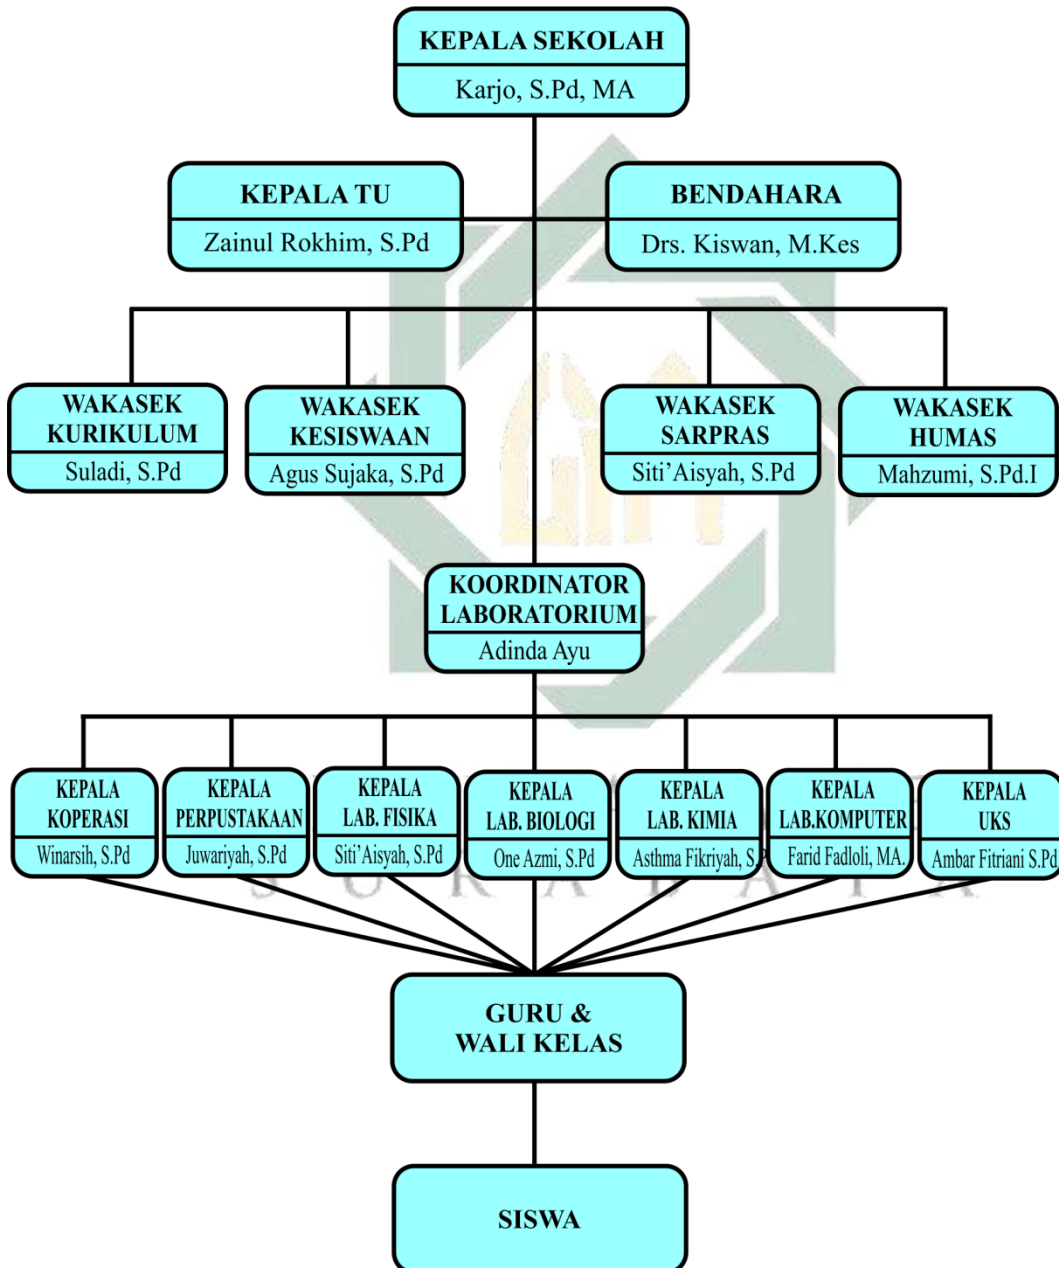 KEPALA SEKOLAH
Karjo, S.Pd, MA
KEPALA TU
Zainul Rokhim, S.Pd
BENDAHARA
Drs. Kiswan, M.Kes
WAKASEK
KURIKULUM
Suladi, S.Pd
WAKASEK
KESISWAAN
Agus Sujaka, S.Pd
WAKASEK
SARPRAS
Siti’Aisyah, S.Pd
WAKASEK
HUMAS
Mahzumi, S.Pd.I
KOORDINATOR
LABORATORIUM
Adinda Ayu
KEPALA
KOPERASI
Winarsih, S.Pd
KEPALA
PERPUSTAKAAN
Juwariyah, S.Pd
KEPALA
LAB. FISIKA
Siti’Aisyah, S.Pd
KEPALA
LAB. BIOLOGI
One Azmi, S.Pd
KEPALA
LAB. KIMIA
Asthma Fikriyah, S.P
KEPALA
LAB.KOMPUTER
Farid Fadloli, MA.
KEPALA
UKS
Ambar Fitriani S.Pd.
GURU &
WALI KELAS
SISWA